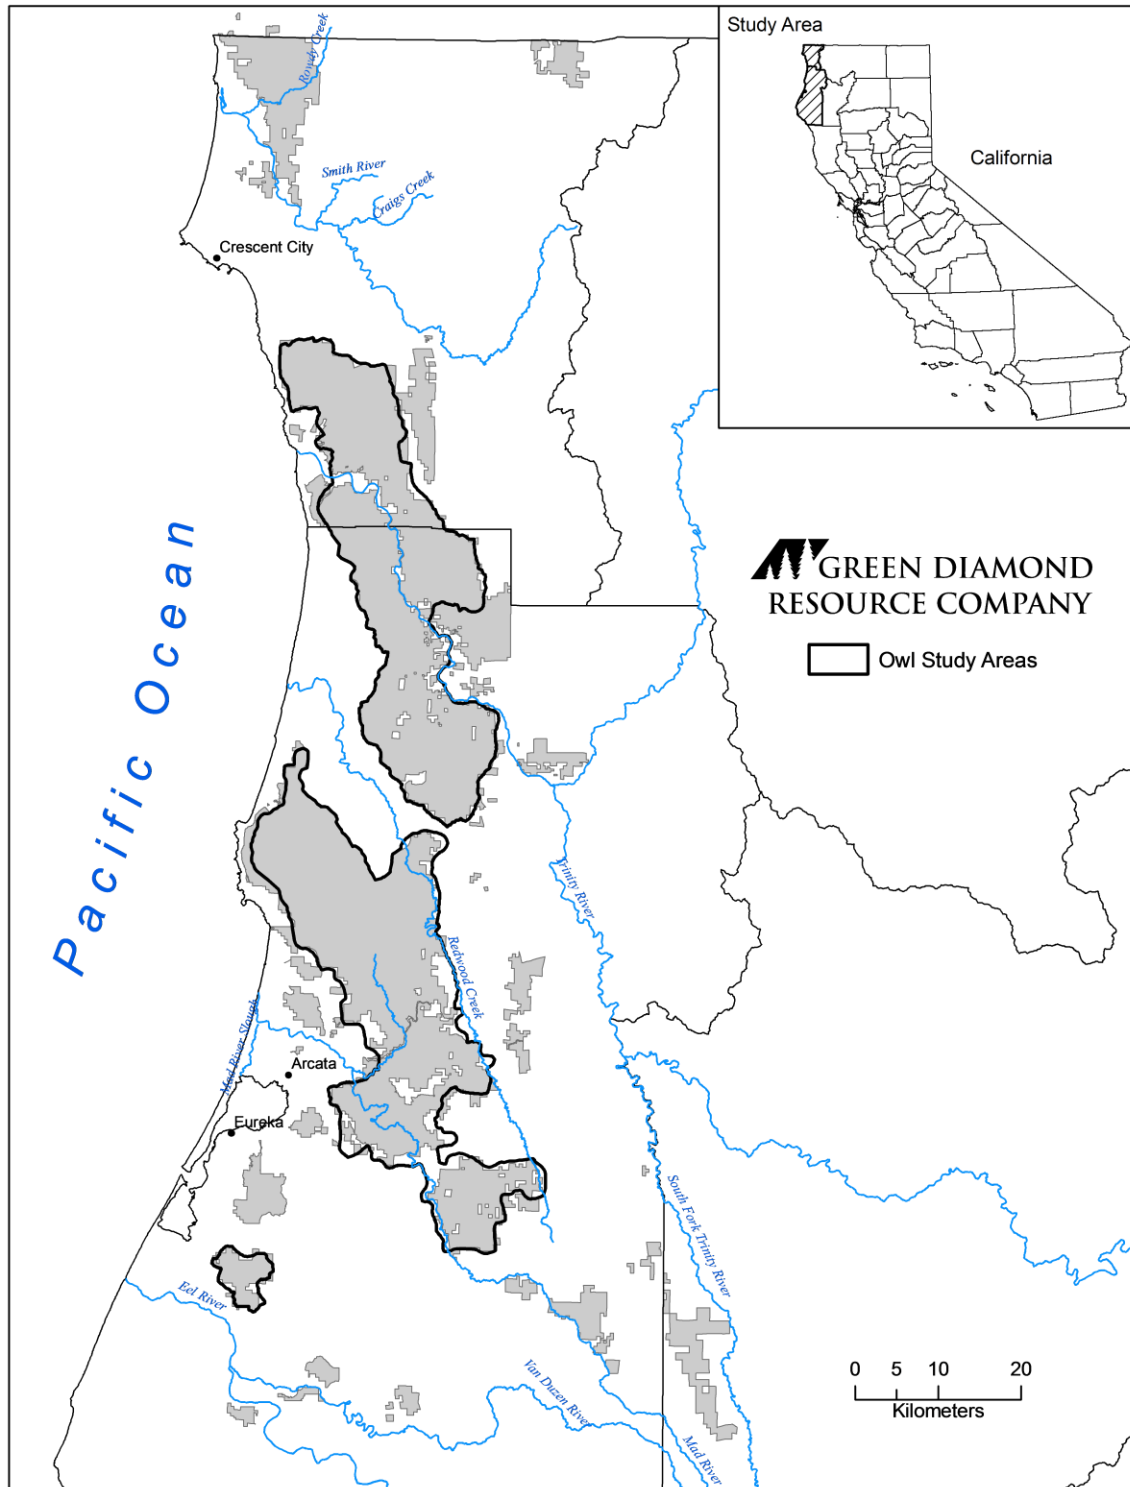 Study Area
California
Rowdy Creek
Smith River
Craigs Creek
Crescent City
Pacific Ocean
GREEN DIAMOND
RESOURCE COMPANY
Owl Study Areas
Trinity River
Redwood Creek
Mad River Slough
Arcata
Eureka
South Fork Trinity River
Eel River
Van Duzen River
Mad River
0 5 10 20
Kilometers